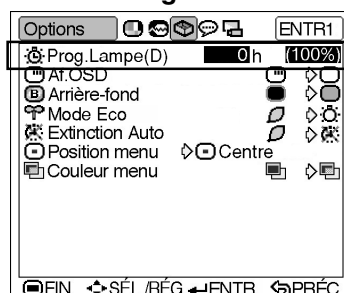 Options ENTR1
Prog.Lampe(D) 0 h (100%)
Af.OSD
B Arrière-fond
Mode Eco
Extinction Auto
Position menu Centre
Couleur menu
FIN SÉL./RÉG ENTR. PRÉC.